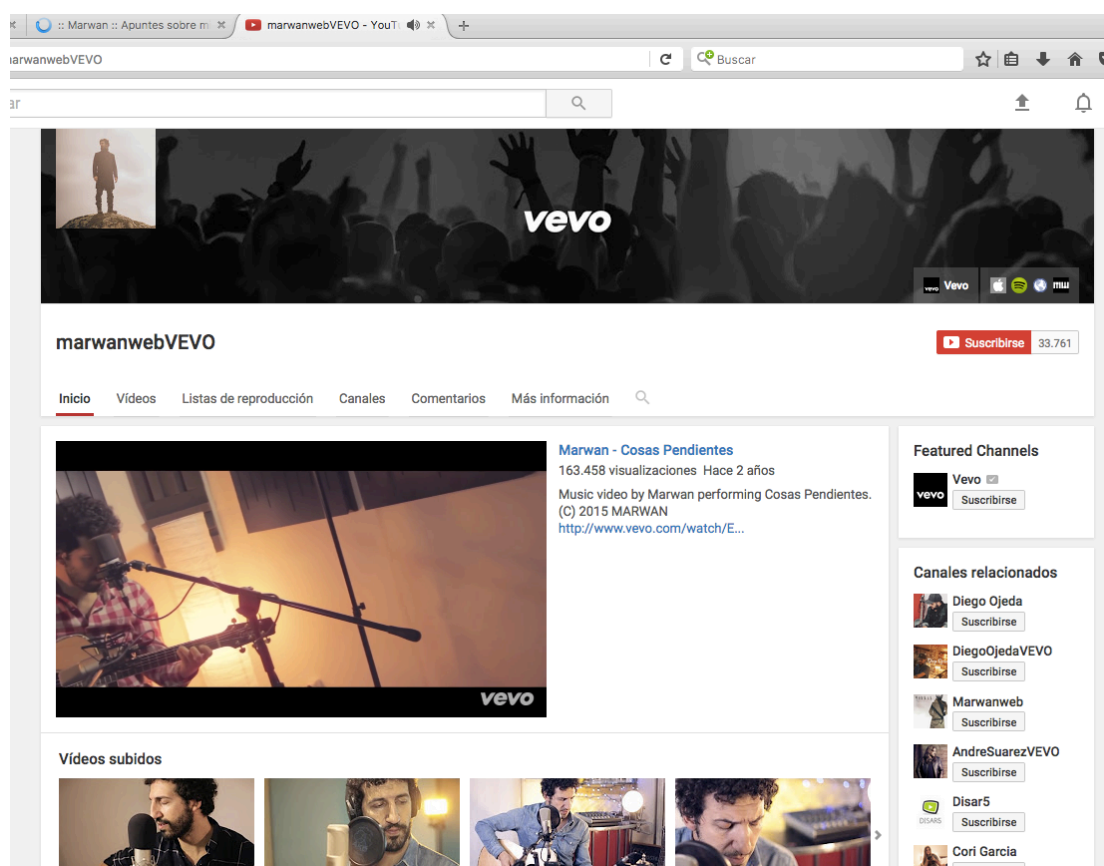 :: Marwan :: Apuntes sobre m
marwanwebVEVO - YouT
arwanwebVEVO
Buscar
ar
vevo
vevo Vevo
marwanwebVEVO
Suscribirse 33.761
Inicio Vídeos Listas de reproducción Canales Comentarios Más información
Marwan - Cosas Pendientes
163.458 visualizaciones Hace 2 años
Music video by Marwan performing Cosas Pendientes.
(C) 2015 MARWAN
http://www.vevo.com/watch/E...
vevo
Vídeos subidos
Featured Channels
vevo
Vevo
Suscribirse
Canales relacionados
Diego Ojeda
Suscribirse
DiegoOjedaVEVO
Suscribirse
Marwanweb
Suscribirse
AndreSuarezVEVO
Suscribirse
Disar5
DISAR5
Suscribirse
Cori Garcia